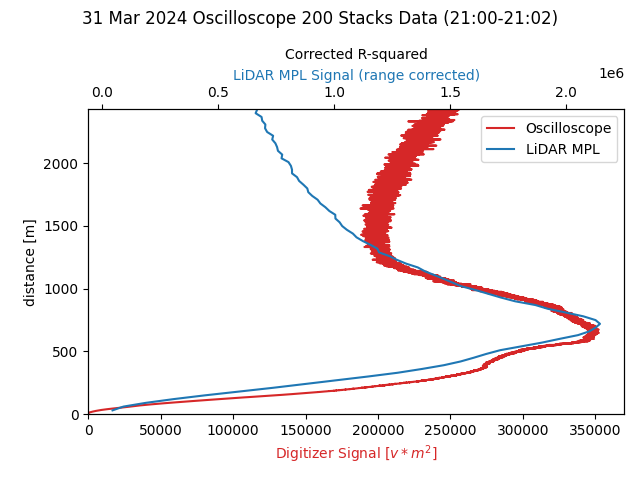 31 Mar 2024 Oscilloscope 200 Stacks Data (21:00-21:02)
Corrected R-squared
LiDAR MPL Signal (range corrected)
0.0 0.5 1.0 1.5 2.0 1e6
Oscilloscope
LiDAR MPL
2000
1500
1000
500
0
distance [m]
0 50000 100000 150000 200000 250000 300000 350000
Digitizer Signal [v * m²]